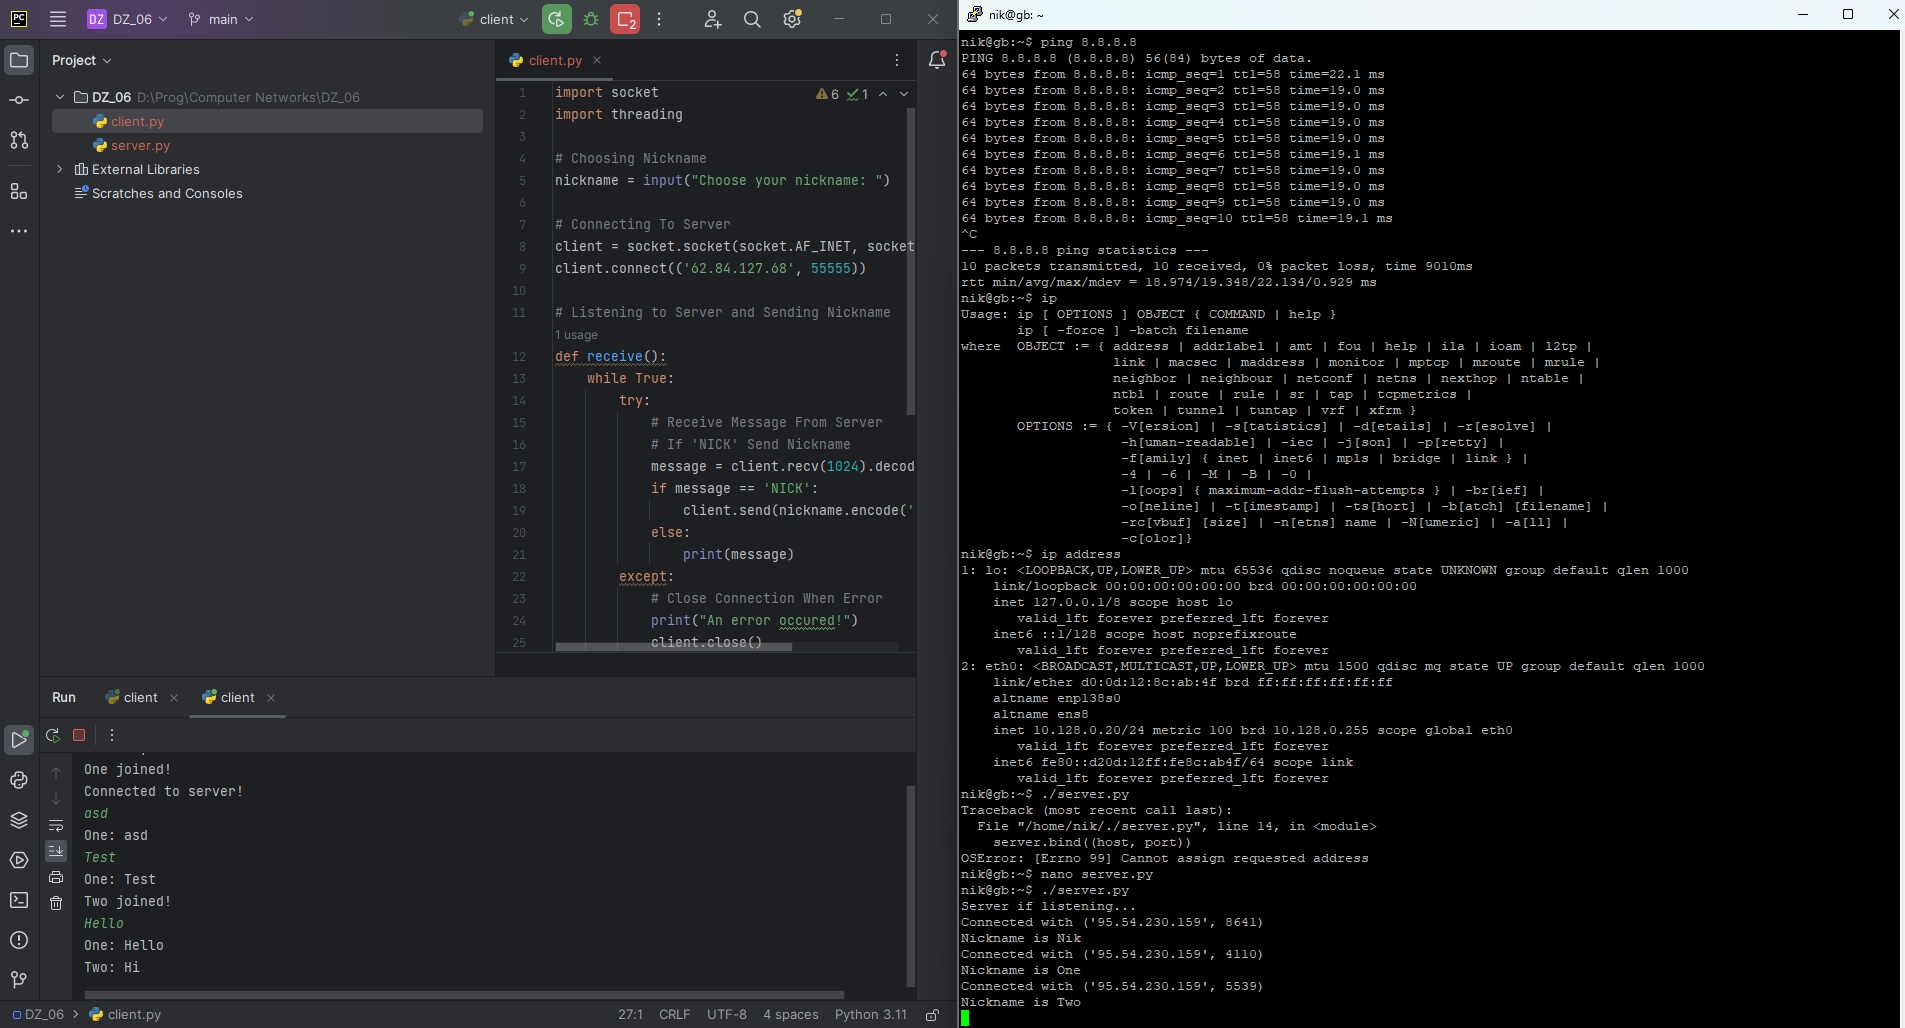 PC DZ DZ_06 main client 2
Project
DZ_06 D:\Prog\Computer Networks\DZ_06
client.py
server.py
External Libraries
Scratches and Consoles
client.py
6 1
1 import socket
2 import threading
3
4 # Choosing Nickname
5 nickname = input("Choose your nickname: ")
6
7 # Connecting To Server
8 client = socket.socket(socket.AF_INET, socket
9 client.connect(('62.84.127.68', 55555))
10
11 # Listening to Server and Sending Nickname
1 usage
12 def receive():
13 while True:
14 try:
15 # Receive Message From Server
16 # If 'NICK' Send Nickname
17 message = client.recv(1024).decod
18 if message == 'NICK':
19 client.send(nickname.encode('
20 else:
21 print(message)
22 except:
23 # Close Connection When Error
24 print("An error occured!")
25 client.close()
Run client client
One joined!
Connected to server!
asd
One: asd
Test
One: Test
Two joined!
Hello
One: Hello
Two: Hi
DZ_06 > client.py 27:1 CRLF UTF-8 4 spaces Python 3.11
nik@gb: ~
nik@gb:~$ ping 8.8.8.8
PING 8.8.8.8 (8.8.8.8) 56(84) bytes of data.
64 bytes from 8.8.8.8: icmp_seq=1 ttl=58 time=22.1 ms
64 bytes from 8.8.8.8: icmp_seq=2 ttl=58 time=19.0 ms
64 bytes from 8.8.8.8: icmp_seq=3 ttl=58 time=19.0 ms
64 bytes from 8.8.8.8: icmp_seq=4 ttl=58 time=19.0 ms
64 bytes from 8.8.8.8: icmp_seq=5 ttl=58 time=19.0 ms
64 bytes from 8.8.8.8: icmp_seq=6 ttl=58 time=19.1 ms
64 bytes from 8.8.8.8: icmp_seq=7 ttl=58 time=19.0 ms
64 bytes from 8.8.8.8: icmp_seq=8 ttl=58 time=19.0 ms
64 bytes from 8.8.8.8: icmp_seq=9 ttl=58 time=19.0 ms
64 bytes from 8.8.8.8: icmp_seq=10 ttl=58 time=19.1 ms
^C
--- 8.8.8.8 ping statistics ---
10 packets transmitted, 10 received, 0% packet loss, time 9010ms
rtt min/avg/max/mdev = 18.974/19.348/22.134/0.929 ms
nik@gb:~$ ip
Usage: ip [ OPTIONS ] OBJECT { COMMAND | help }
ip [ -force ] -batch filename
where OBJECT := { address | addrlabel | amt | fou | help | ila | ioam | l2tp |
link | macsec | maddress | monitor | mptcp | mroute | mrule |
neighbor | neighbour | netconf | netns | nexthop | ntable |
ntbl | route | rule | sr | tap | tcpmetrics |
token | tunnel | tuntap | vrf | xfrm }
OPTIONS := { -V[ersion] | -s[tatistics] | -d[etails] | -r[esolve] |
-h[uman-readable] | -iec | -j[son] | -p[retty] |
-f[amily] { inet | inet6 | mpls | bridge | link } |
-4 | -6 | -M | -B | -0 |
-l[oops] { maximum-addr-flush-attempts } | -br[ief] |
-o[neline] | -t[imestamp] | -ts[hort] | -b[atch] [filename] |
-rc[vbuf] [size] | -n[etns] name | -N[umeric] | -a[ll] |
-c[olor]}
nik@gb:~$ ip address
1: lo: <LOOPBACK,UP,LOWER_UP> mtu 65536 qdisc noqueue state UNKNOWN group default qlen 1000
link/loopback 00:00:00:00:00:00 brd 00:00:00:00:00:00
inet 127.0.0.1/8 scope host lo
valid_lft forever preferred_lft forever
inet6 ::1/128 scope host noprefixroute
valid_lft forever preferred_lft forever
2: eth0: <BROADCAST,MULTICAST,UP,LOWER_UP> mtu 1500 qdisc mq state UP group default qlen 1000
link/ether d0:0d:12:8c:ab:4f brd ff:ff:ff:ff:ff:ff
altname enp138s0
altname ens8
inet 10.128.0.20/24 metric 100 brd 10.128.0.255 scope global eth0
valid_lft forever preferred_lft forever
inet6 fe80::d20d:12ff:fe8c:ab4f/64 scope link
valid_lft forever preferred_lft forever
nik@gb:~$ ./server.py
Traceback (most recent call last):
File "/home/nik/./server.py", line 14, in <module>
server.bind((host, port))
OSError: [Errno 99] Cannot assign requested address
nik@gb:~$ nano server.py
nik@gb:~$ ./server.py
Server if listening...
Connected with ('95.54.230.159', 8641)
Nickname is Nik
Connected with ('95.54.230.159', 4110)
Nickname is One
Connected with ('95.54.230.159', 5539)
Nickname is Two